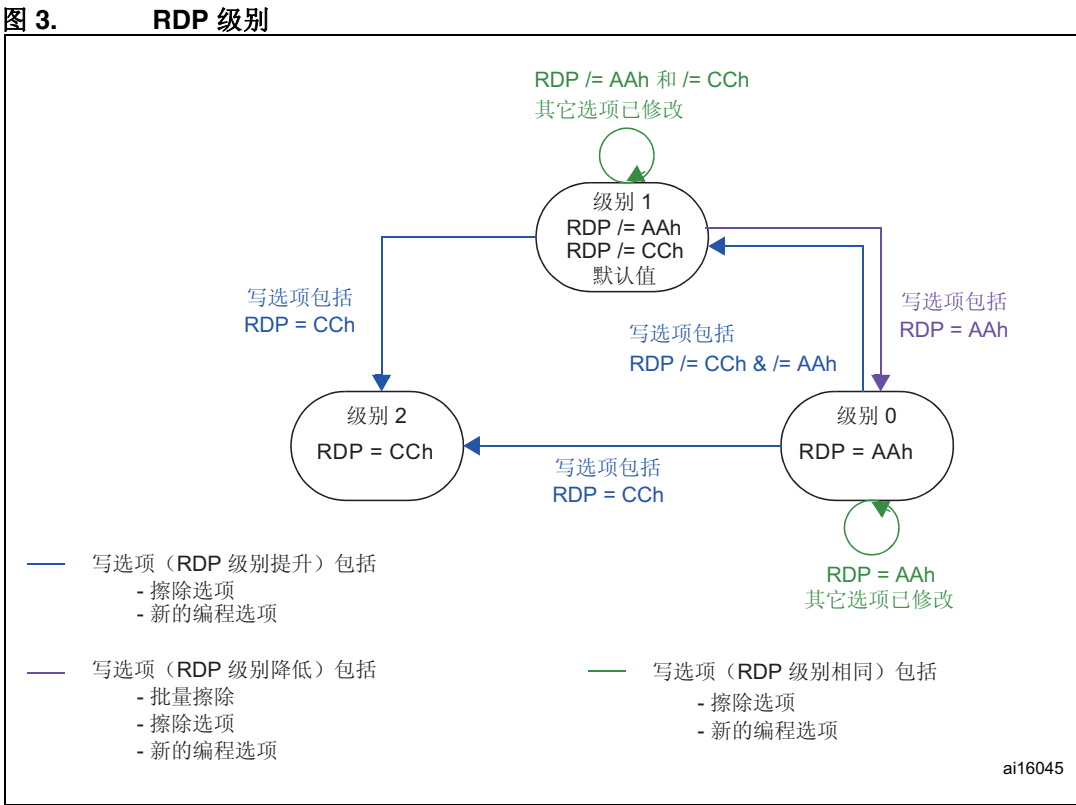 图 3. RDP 级别
RDP /= AAh 和 /= CCh
其它选项已修改
级别 1
RDP /= AAh
RDP /= CCh
默认值
写选项包括
RDP = CCh
写选项包括
RDP = AAh
写选项包括
RDP /= CCh & /= AAh
级别 2
RDP = CCh
级别 0
RDP = AAh
写选项包括
RDP = CCh
RDP = AAh
其它选项已修改
写选项（RDP 级别提升）包括
- 擦除选项
- 新的编程选项
写选项（RDP 级别降低）包括
- 批量擦除
- 擦除选项
- 新的编程选项
写选项（RDP 级别相同）包括
- 擦除选项
- 新的编程选项
ai16045